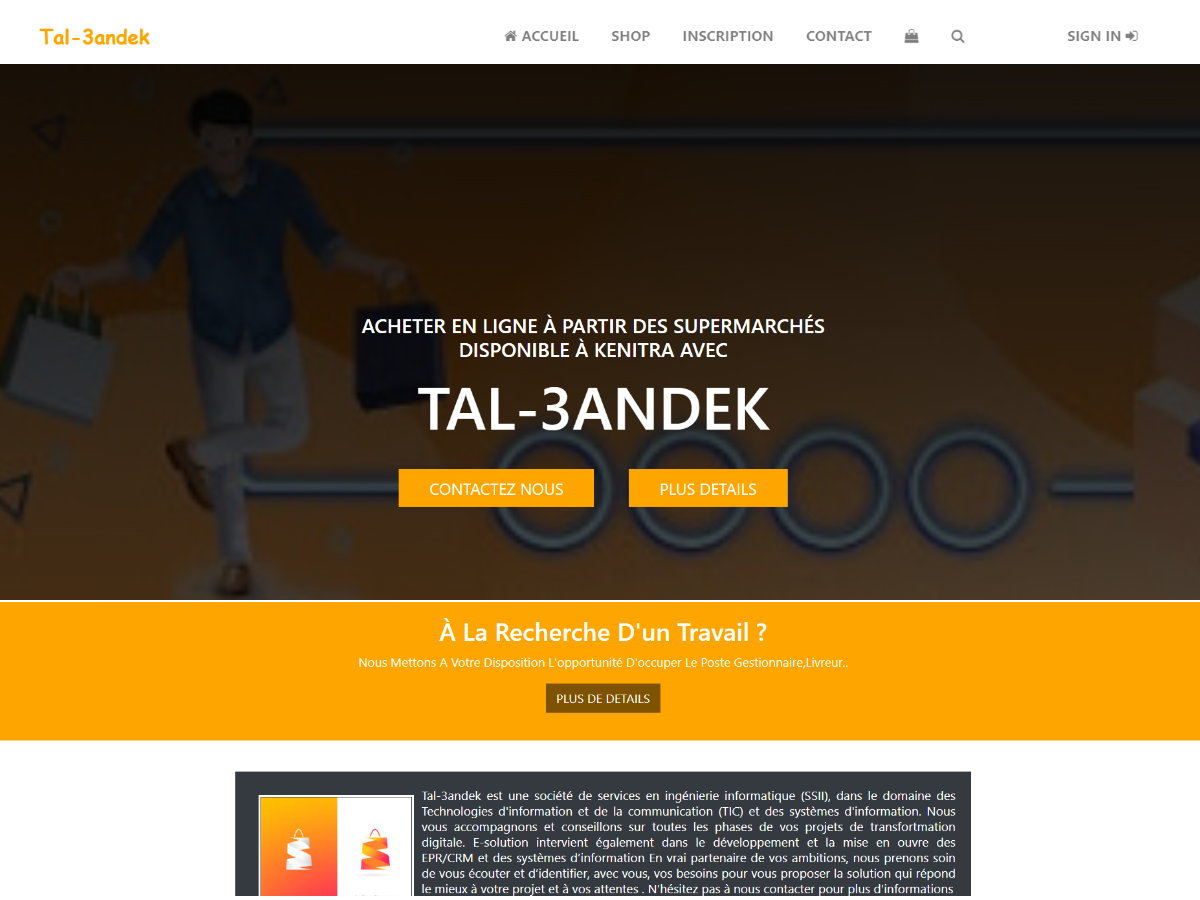 Tal-3andek
ACCUEIL SHOP INSCRIPTION CONTACT SIGN IN
ACHETER EN LIGNE À PARTIR DES SUPERMARCHÉS
DISPONIBLE À KENITRA AVEC
TAL-3ANDEK
CONTACTEZ NOUS PLUS DETAILS
À La Recherche D'un Travail ?
Nous Mettons A Votre Disposition L'opportunité D'occuper Le Poste Gestionnaire,Livreur..
PLUS DE DETAILS
Tal-3andek est une société de services en ingénierie informatique (SSII), dans le domaine des
Technologies d'information et de la communication (TIC) et des systèmes d'information. Nous
vous accompagnons et conseillons sur toutes les phases de vos projets de transfortmation
digitale. E-solution intervient également dans le développement et la mise en ouvre des
EPR/CRM et des systèmes d'information En vrai partenaire de vos ambitions, nous prenons soin
de vous écouter et d'identifier, avec vous, vos besoins pour vous proposer la solution qui répond
le mieux à votre projet et à vos attentes . N'hésitez pas à nous contacter pour plus d'informations